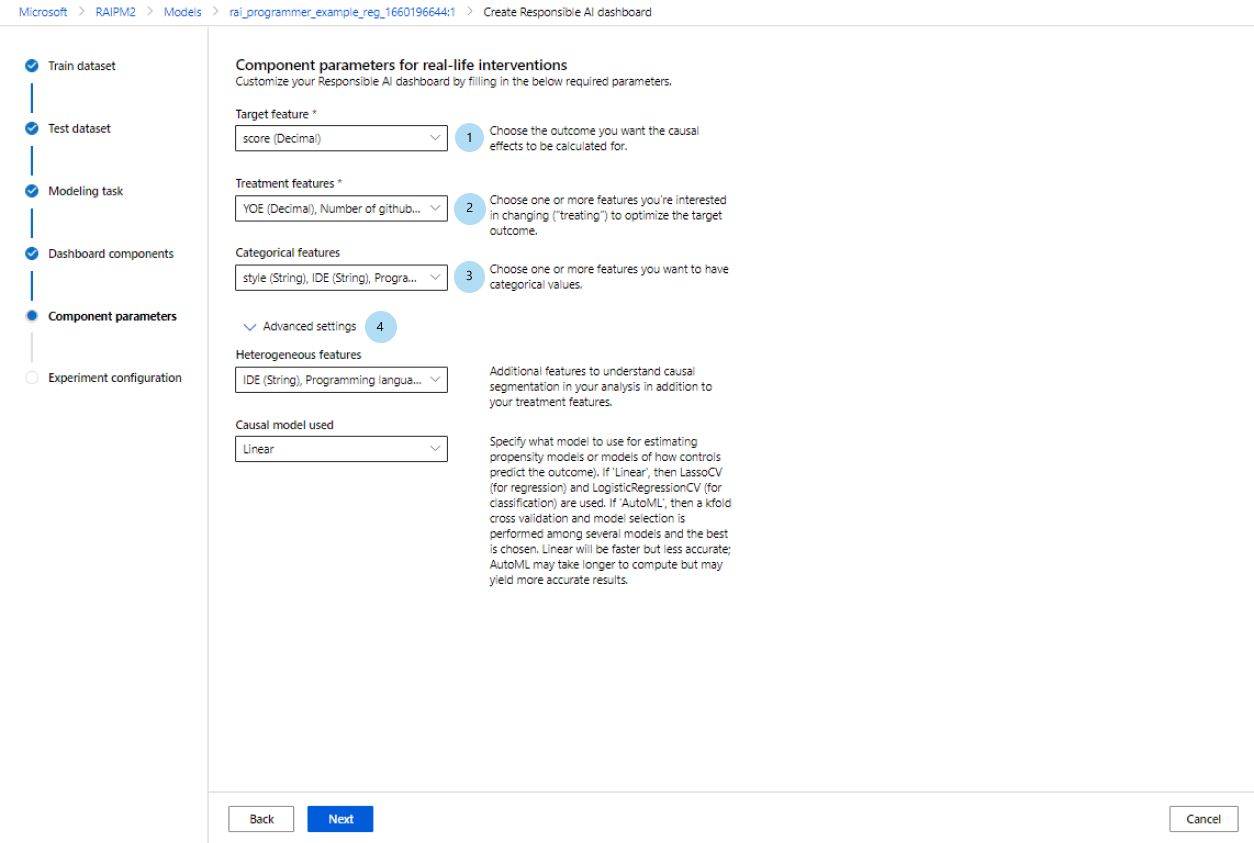 Microsoft > RAIPM2 > Models > rai_programmer_example_reg_1660196644:1 > Create Responsible AI dashboard
Train dataset
Test dataset
Modeling task
Dashboard components
Component parameters
Experiment configuration
Component parameters for real-life interventions
Customize your Responsible AI dashboard by filling in the below required parameters.
Target feature *
score (Decimal)
1
Choose the outcome you want the causal
effects to be calculated for.
Treatment features *
YOE (Decimal), Number of github...
2
Choose one or more features you're interested
in changing ("treating") to optimize the target
outcome.
Categorical features
style (String), IDE (String), Progra...
3
Choose one or more features you want to have
categorical values.
Advanced settings
4
Heterogeneous features
IDE (String), Programming langua...
Additional features to understand causal
segmentation in your analysis in addition to
your treatment features.
Causal model used
Linear
Specify what model to use for estimating
propensity models or models of how controls
predict the outcome). If 'Linear', then LassoCV
(for regression) and LogisticRegressionCV (for
classification) are used. If 'AutoML', then a kfold
cross validation and model selection is
performed among several models and the best
is chosen. Linear will be faster but less accurate;
AutoML may take longer to compute but may
yield more accurate results.
Back
Next
Cancel